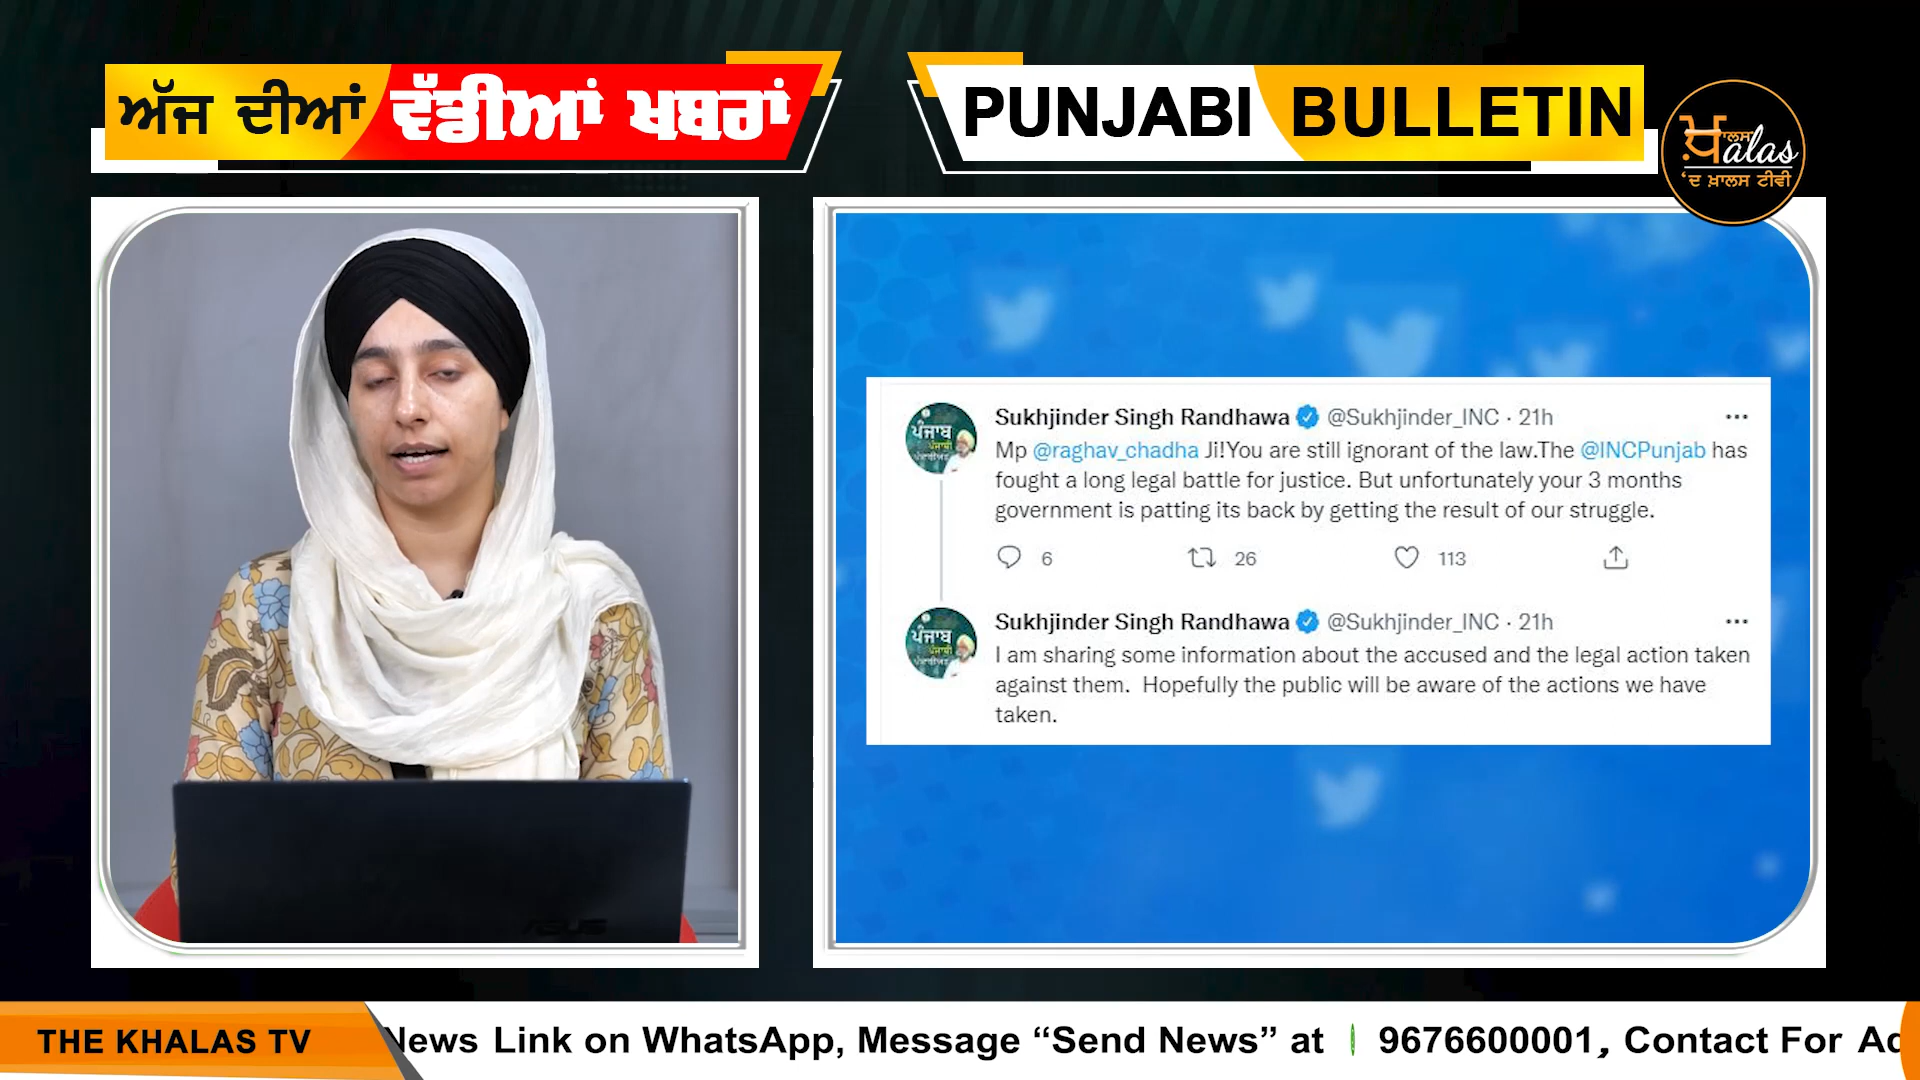 ਅੱਜ ਦੀਆਂ ਵੱਡੀਆਂ ਖਬਰਾਂ
PUNJABI BULLETIN
ਖ਼ਾਲਸ
alas
‘ਦ ਖ਼ਾਲਸ ਟੀਵੀ
Sukhjinder Singh Randhawa @Sukhjinder_INC · 21h
ਪੰਜਾਬ
ਪੰਜਾਬੀ
Mp @raghav_chadha Ji!You are still ignorant of the law.The @INCPunjab has
fought a long legal battle for justice. But unfortunately your 3 months
government is patting its back by getting the result of our struggle.
6 26 113
Sukhjinder Singh Randhawa @Sukhjinder_INC · 21h
ਪੰਜਾਬ
ਪੰਜਾਬੀ
I am sharing some information about the accused and the legal action taken
against them. Hopefully the public will be aware of the actions we have
taken.
ASUS
THE KHALAS TV
News Link on WhatsApp, Message “Send News” at 9676600001, Contact For Ad